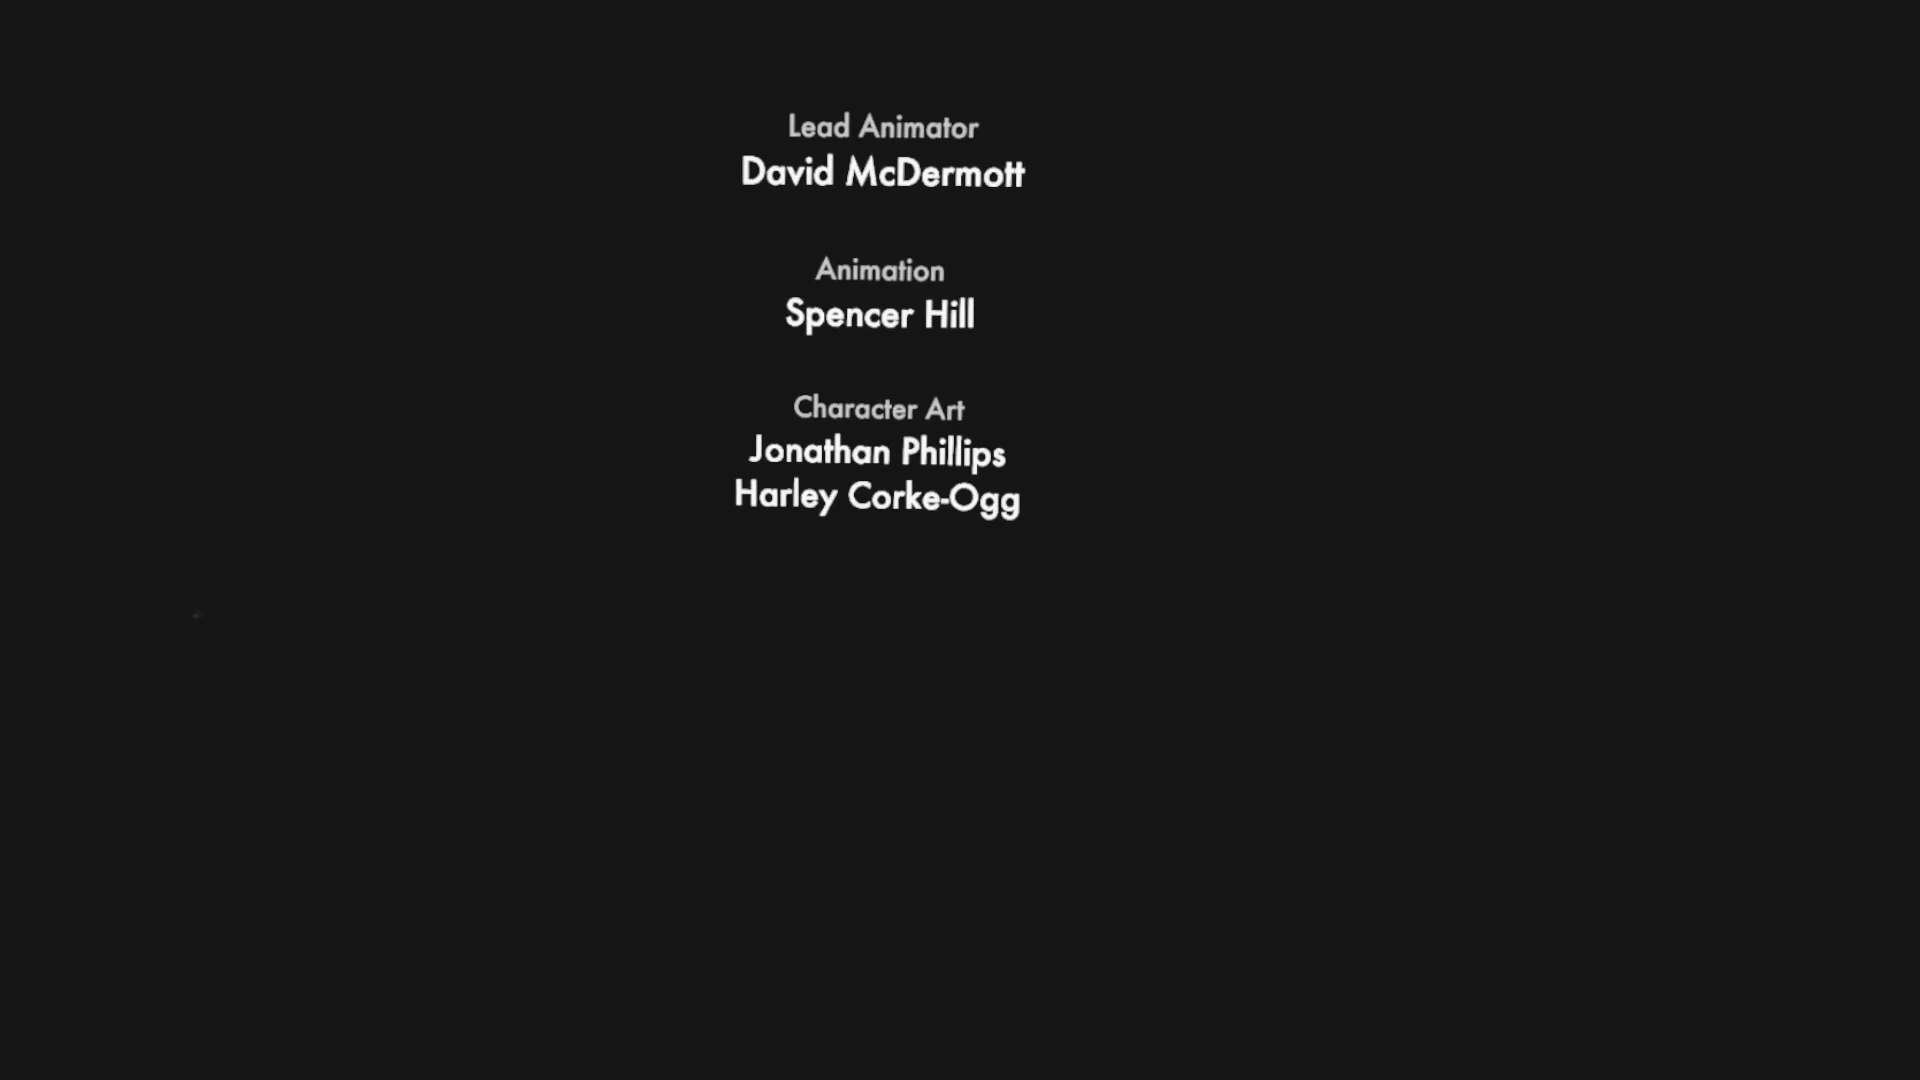 Lead Animator
David McDermott
Animation
Spencer Hill
Character Art
Jonathan Phillips
Harley Corke-Ogg